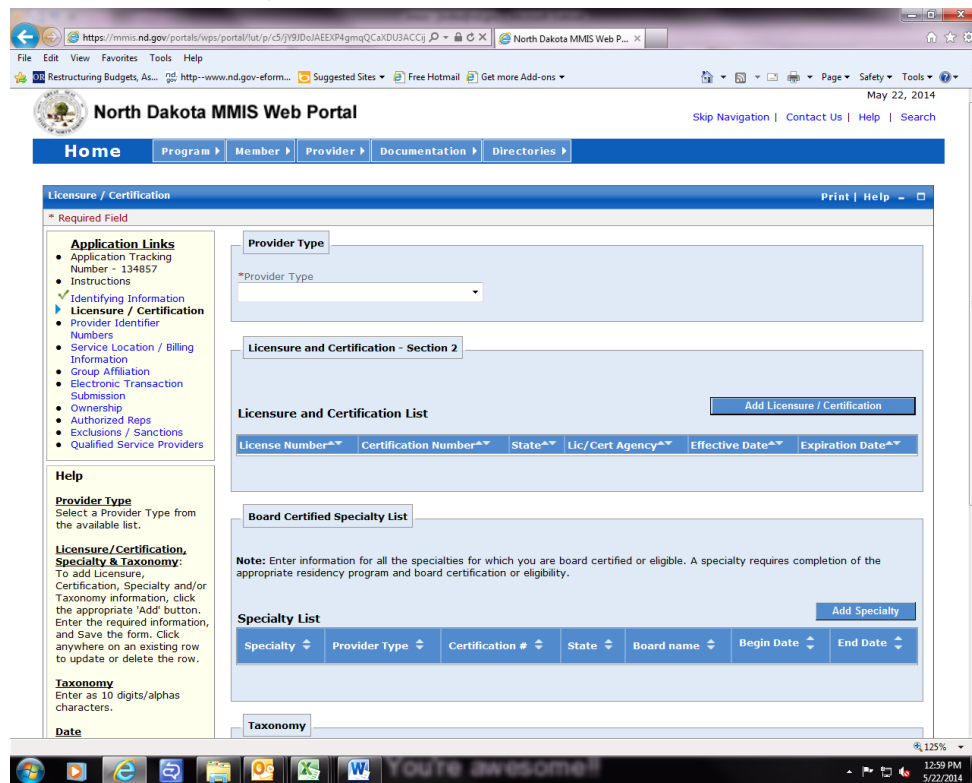 https://mmis.nd.gov/portals/wps/portal/!ut/p/c5/jY9JDoJAEEXP4gmqQCaXDU3ACCij
North Dakota MMIS Web P...
File Edit View Favorites Tools Help
Restructuring Budgets, As... http--www.nd.gov-eform... Suggested Sites Free Hotmail Get more Add-ons Page Safety Tools
May 22, 2014
North Dakota MMIS Web Portal
Skip Navigation | Contact Us | Help | Search
Home Program Member Provider Documentation Directories
Licensure / Certification Print | Help
* Required Field
Application Links
Application Tracking
Number - 134857
Instructions
Identifying Information
Licensure / Certification
Provider Identifier
Numbers
Service Location / Billing
Information
Group Affiliation
Electronic Transaction
Submission
Ownership
Authorized Reps
Exclusions / Sanctions
Qualified Service Providers
Help
Provider Type
Select a Provider Type from
the available list.
Licensure/Certification,
Specialty & Taxonomy:
To add Licensure,
Certification, Specialty and/or
Taxonomy information, click
the appropriate 'Add' button.
Enter the required information,
and Save the form. Click
anywhere on an existing row
to update or delete the row.
Taxonomy
Enter as 10 digits/alphas
characters.
Date
Provider Type
*Provider Type
Licensure and Certification - Section 2
Add Licensure / Certification
Licensure and Certification List
License Number Certification Number State Lic/Cert Agency Effective Date Expiration Date
Board Certified Specialty List
Note: Enter information for all the specialties for which you are board certified or eligible. A specialty requires completion of the
appropriate residency program and board certification or eligibility.
Add Specialty
Specialty List
Specialty Provider Type Certification # State Board name Begin Date End Date
Taxonomy
125%
You're awesome!!
12:59 PM
5/22/2014